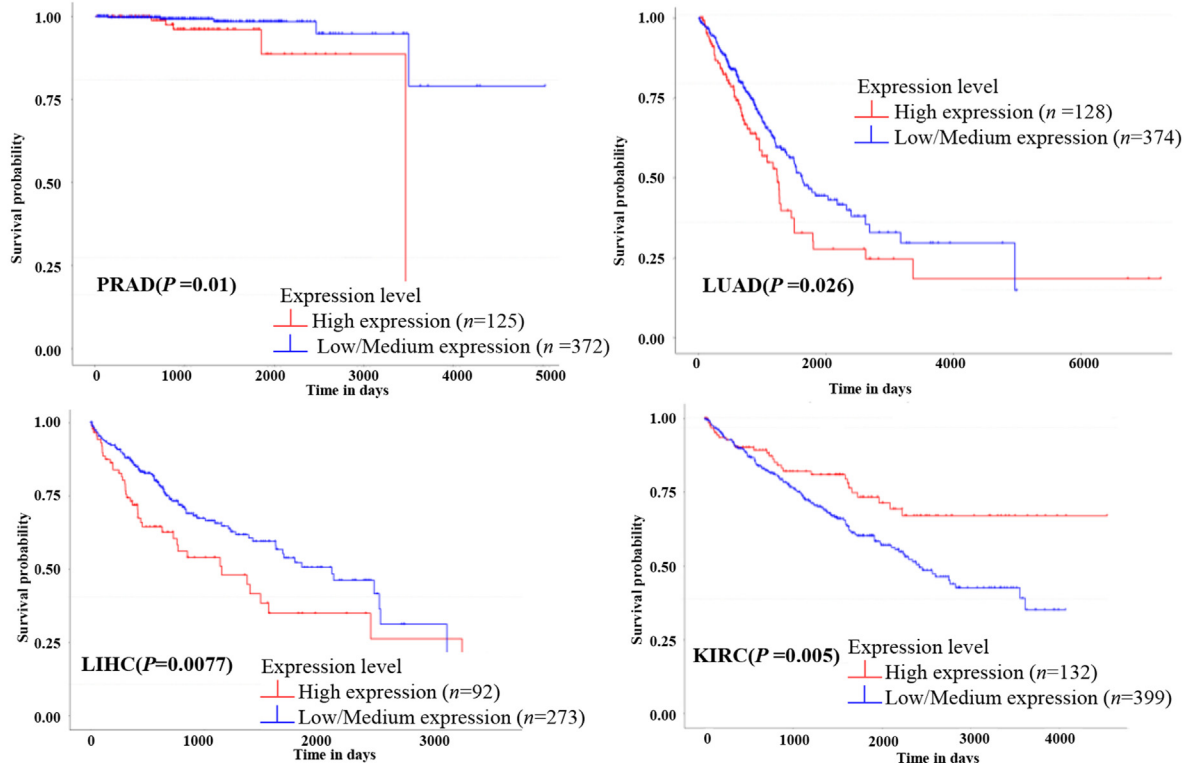 1.00
0.75
0.50
0.25
0.00
Survival probability
PRAD(P =0.01)
Expression level
High expression (n=125)
Low/Medium expression (n =372)
0 1000 2000 3000 4000 5000
Time in days
1.00
0.75
0.50
0.25
0.00
Survival probability
Expression level
High expression (n =128)
Low/Medium expression (n=374)
LUAD(P =0.026)
0 2000 4000 6000
Time in days
1.00
0.75
0.50
0.25
0.00
Survival probability
LIHC(P=0.0077)
Expression level
High expression (n=92)
Low/Medium expression (n=273)
0 1000 2000 3000
Time in days
1.00
0.75
0.50
0.25
0.00
Survival probability
KIRC(P =0.005)
Expression level
High expression (n=132)
Low/Medium expression (n=399)
0 1000 2000 3000 4000
Time in days